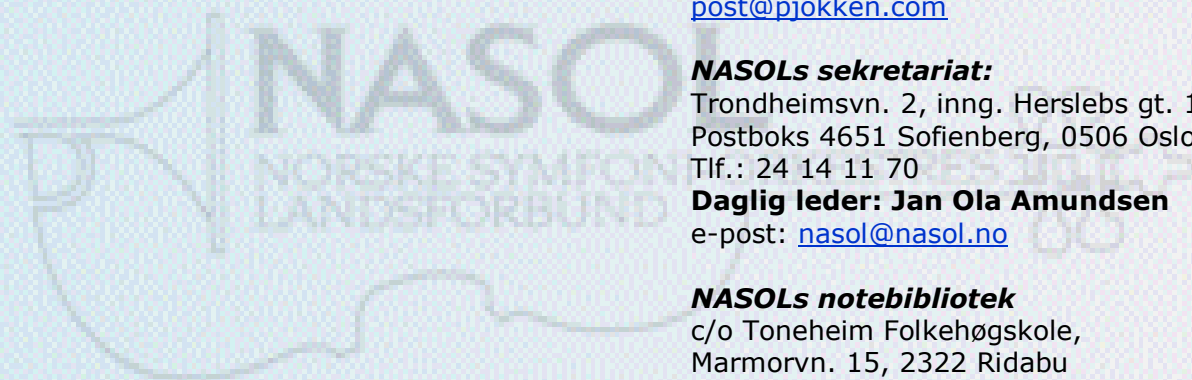 NASOL
NORSKE SYMFON
LANDSFORBUND
post@pjokken.com
NASOLs sekretariat:
Trondheimsvn. 2, inng. Herslebs gt. 1
Postboks 4651 Sofienberg, 0506 Oslo
Tlf.: 24 14 11 70
Daglig leder: Jan Ola Amundsen
e-post: nasol@nasol.no
NASOLs notebibliotek
c/o Toneheim Folkehøgskole,
Marmorvn. 15, 2322 Ridabu